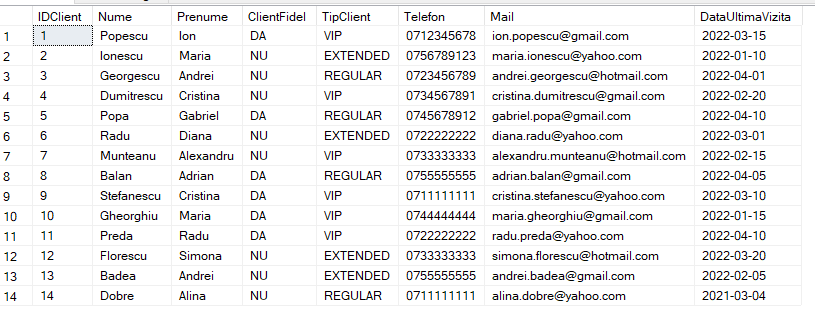 IDClient Nume Prenume ClientFidel TipClient Telefon Mail DataUltimaVizita
1 1 Popescu Ion DA VIP 0712345678 ion.popescu@gmail.com 2022-03-15
2 2 Ionescu Maria NU EXTENDED 0756789123 maria.ionescu@yahoo.com 2022-01-10
3 3 Georgescu Andrei NU REGULAR 0723456789 andrei.georgescu@hotmail.com 2022-04-01
4 4 Dumitrescu Cristina NU VIP 0734567891 cristina.dumitrescu@gmail.com 2022-02-20
5 5 Popa Gabriel DA REGULAR 0745678912 gabriel.popa@gmail.com 2022-04-10
6 6 Radu Diana NU EXTENDED 0722222222 diana.radu@yahoo.com 2022-03-01
7 7 Munteanu Alexandru NU VIP 0733333333 alexandru.munteanu@hotmail.com 2022-02-15
8 8 Balan Adrian DA REGULAR 0755555555 adrian.balan@gmail.com 2022-04-05
9 9 Stefanescu Cristina DA VIP 0711111111 cristina.stefanescu@yahoo.com 2022-03-10
10 10 Gheorghiu Maria DA VIP 0744444444 maria.gheorghiu@gmail.com 2022-01-15
11 11 Preda Radu DA VIP 0722222222 radu.preda@yahoo.com 2022-04-10
12 12 Florescu Simona NU EXTENDED 0733333333 simona.florescu@hotmail.com 2022-03-20
13 13 Badea Andrei NU EXTENDED 0755555555 andrei.badea@gmail.com 2022-02-05
14 14 Dobre Alina NU REGULAR 0711111111 alina.dobre@yahoo.com 2021-03-04